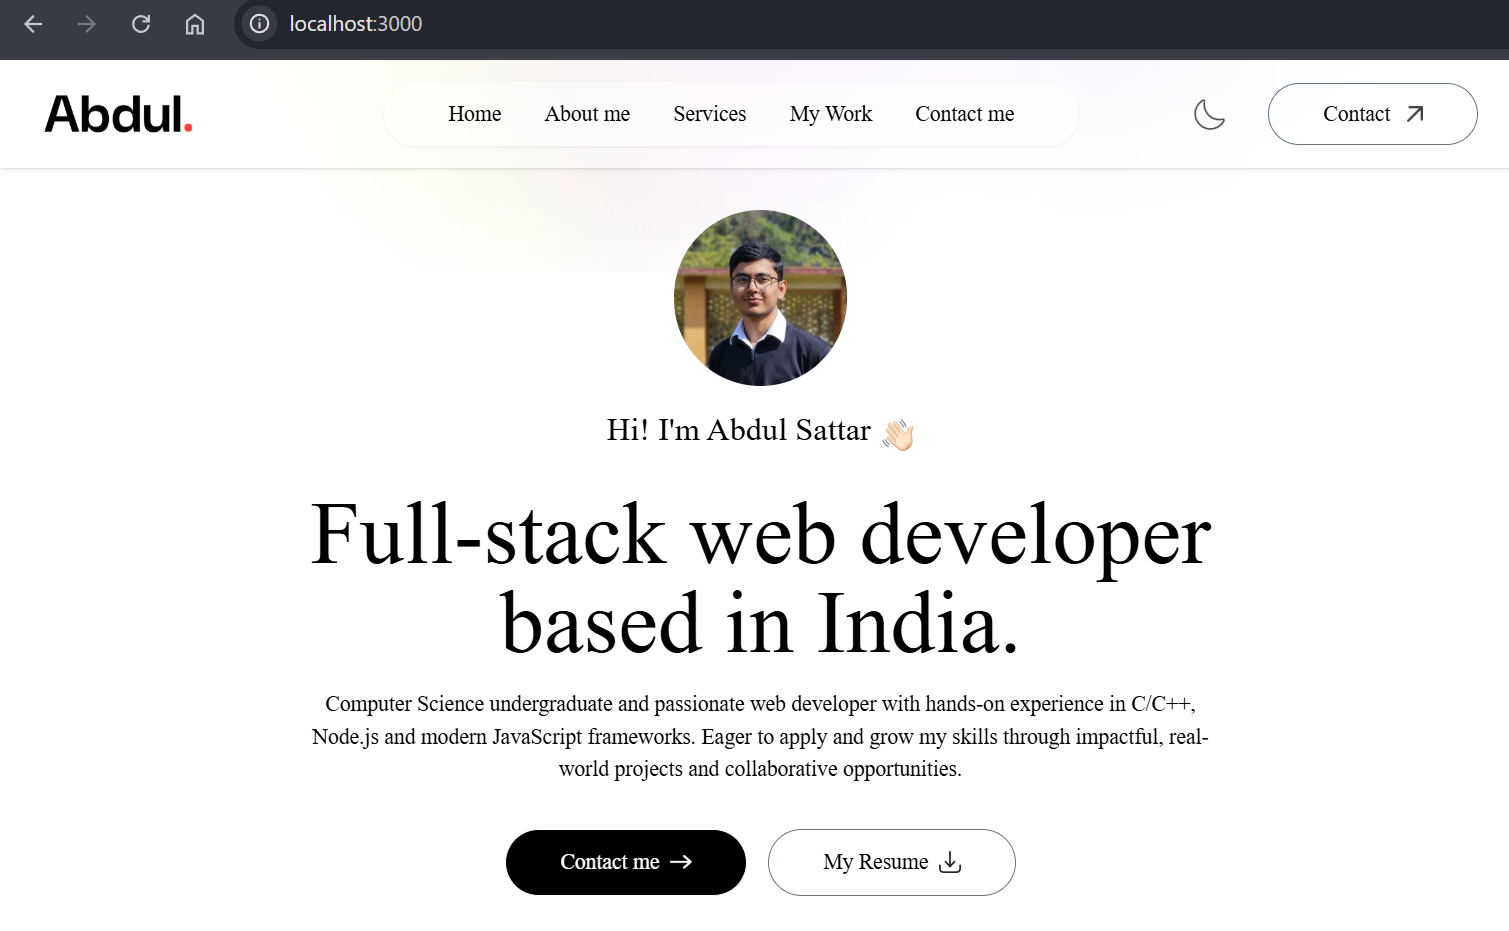 localhost:3000
Abdul.
Home About me Services My Work Contact me
Contact
Hi! I'm Abdul Sattar 👋🏻
Full-stack web developer
based in India.
Computer Science undergraduate and passionate web developer with hands-on experience in C/C++,
Node.js and modern JavaScript frameworks. Eager to apply and grow my skills through impactful, real-
world projects and collaborative opportunities.
Contact me
My Resume